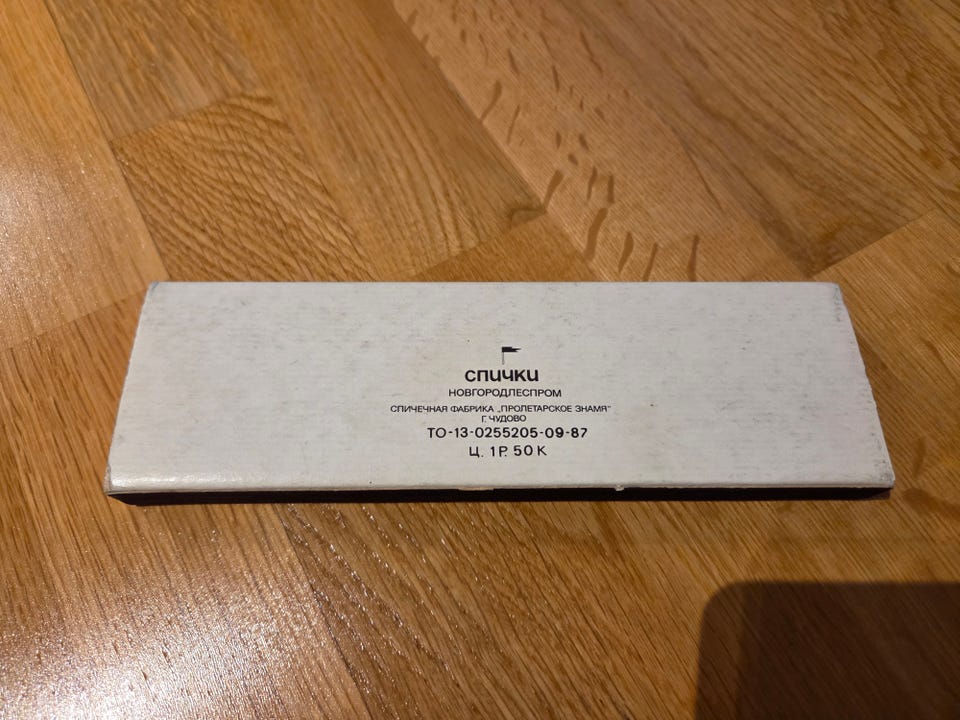 спички
НОВГОРОДЛЕСПРОМ
СПИЧЕЧНАЯ ФАБРИКА „ПРОЛЕТАРСКОЕ ЗНАМЯ"
Г. ЧУДОВО
ТО-13-0255205-09-87
Ц. 1Р. 50 К